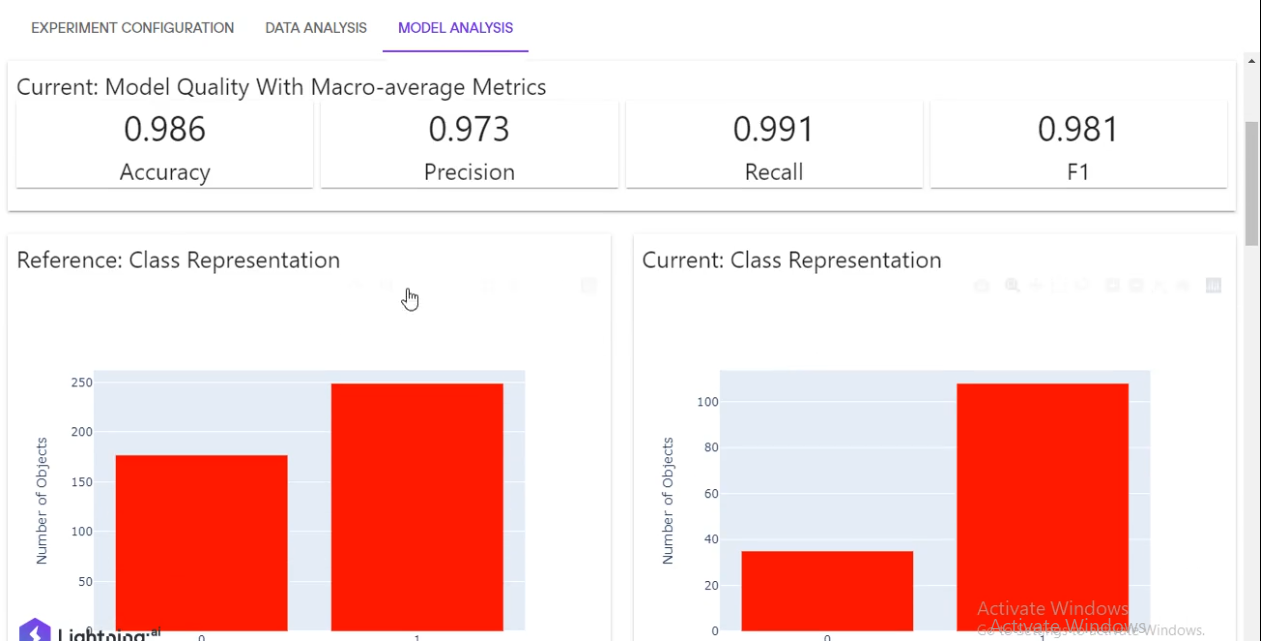 EXPERIMENT CONFIGURATION DATA ANALYSIS MODEL ANALYSIS
Current: Model Quality With Macro-average Metrics
0.986 0.973 0.991 0.981
Accuracy Precision Recall F1
Reference: Class Representation Current: Class Representation
Number of Objects
250
200
150
100
50
0
0 1
Number of Objects
100
80
60
40
20
0
0 1
Lightning.ai
Activate Windows
Activate Windows
Go to Settings to activate Windows.